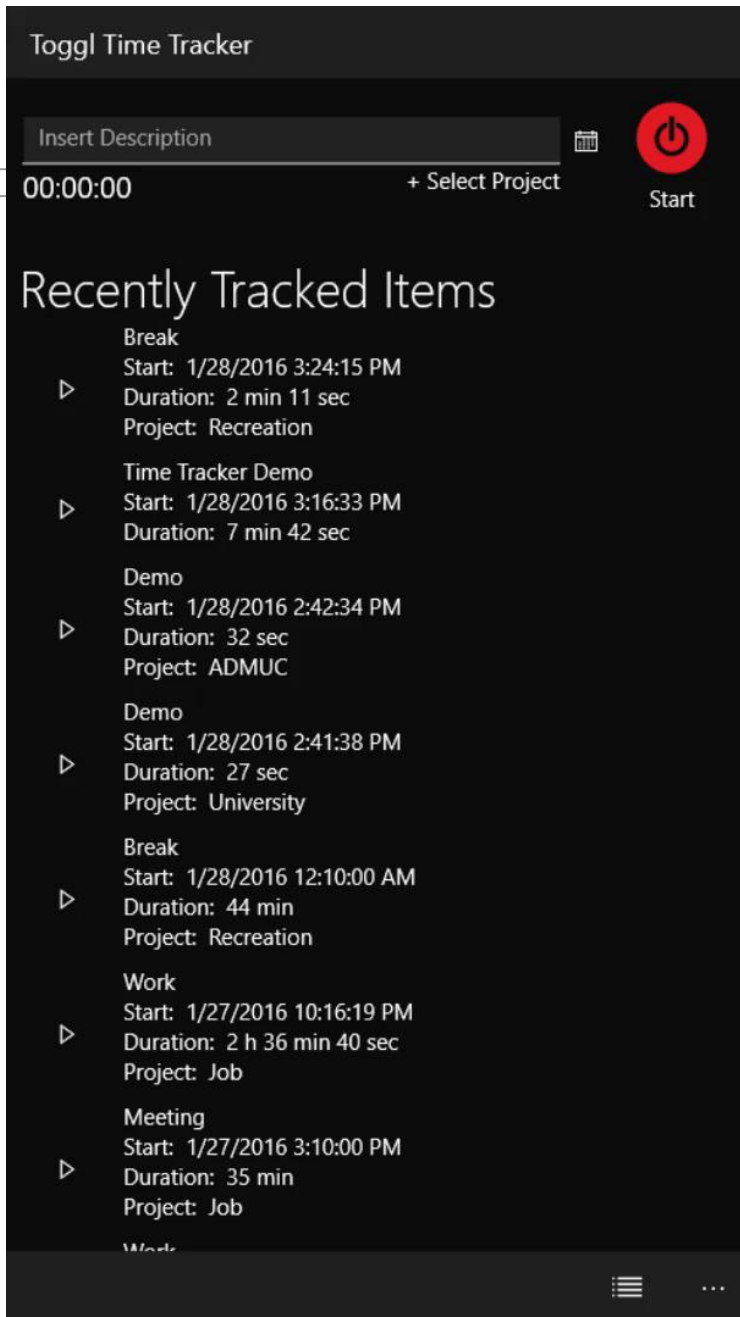 Toggl Time Tracker
Insert Description
00:00:00
+ Select Project
Start
Recently Tracked Items
Break
Start: 1/28/2016 3:24:15 PM
Duration: 2 min 11 sec
Project: Recreation
Time Tracker Demo
Start: 1/28/2016 3:16:33 PM
Duration: 7 min 42 sec
Demo
Start: 1/28/2016 2:42:34 PM
Duration: 32 sec
Project: ADMUC
Demo
Start: 1/28/2016 2:41:38 PM
Duration: 27 sec
Project: University
Break
Start: 1/28/2016 12:10:00 AM
Duration: 44 min
Project: Recreation
Work
Start: 1/27/2016 10:16:19 PM
Duration: 2 h 36 min 40 sec
Project: Job
Meeting
Start: 1/27/2016 3:10:00 PM
Duration: 35 min
Project: Job
Work